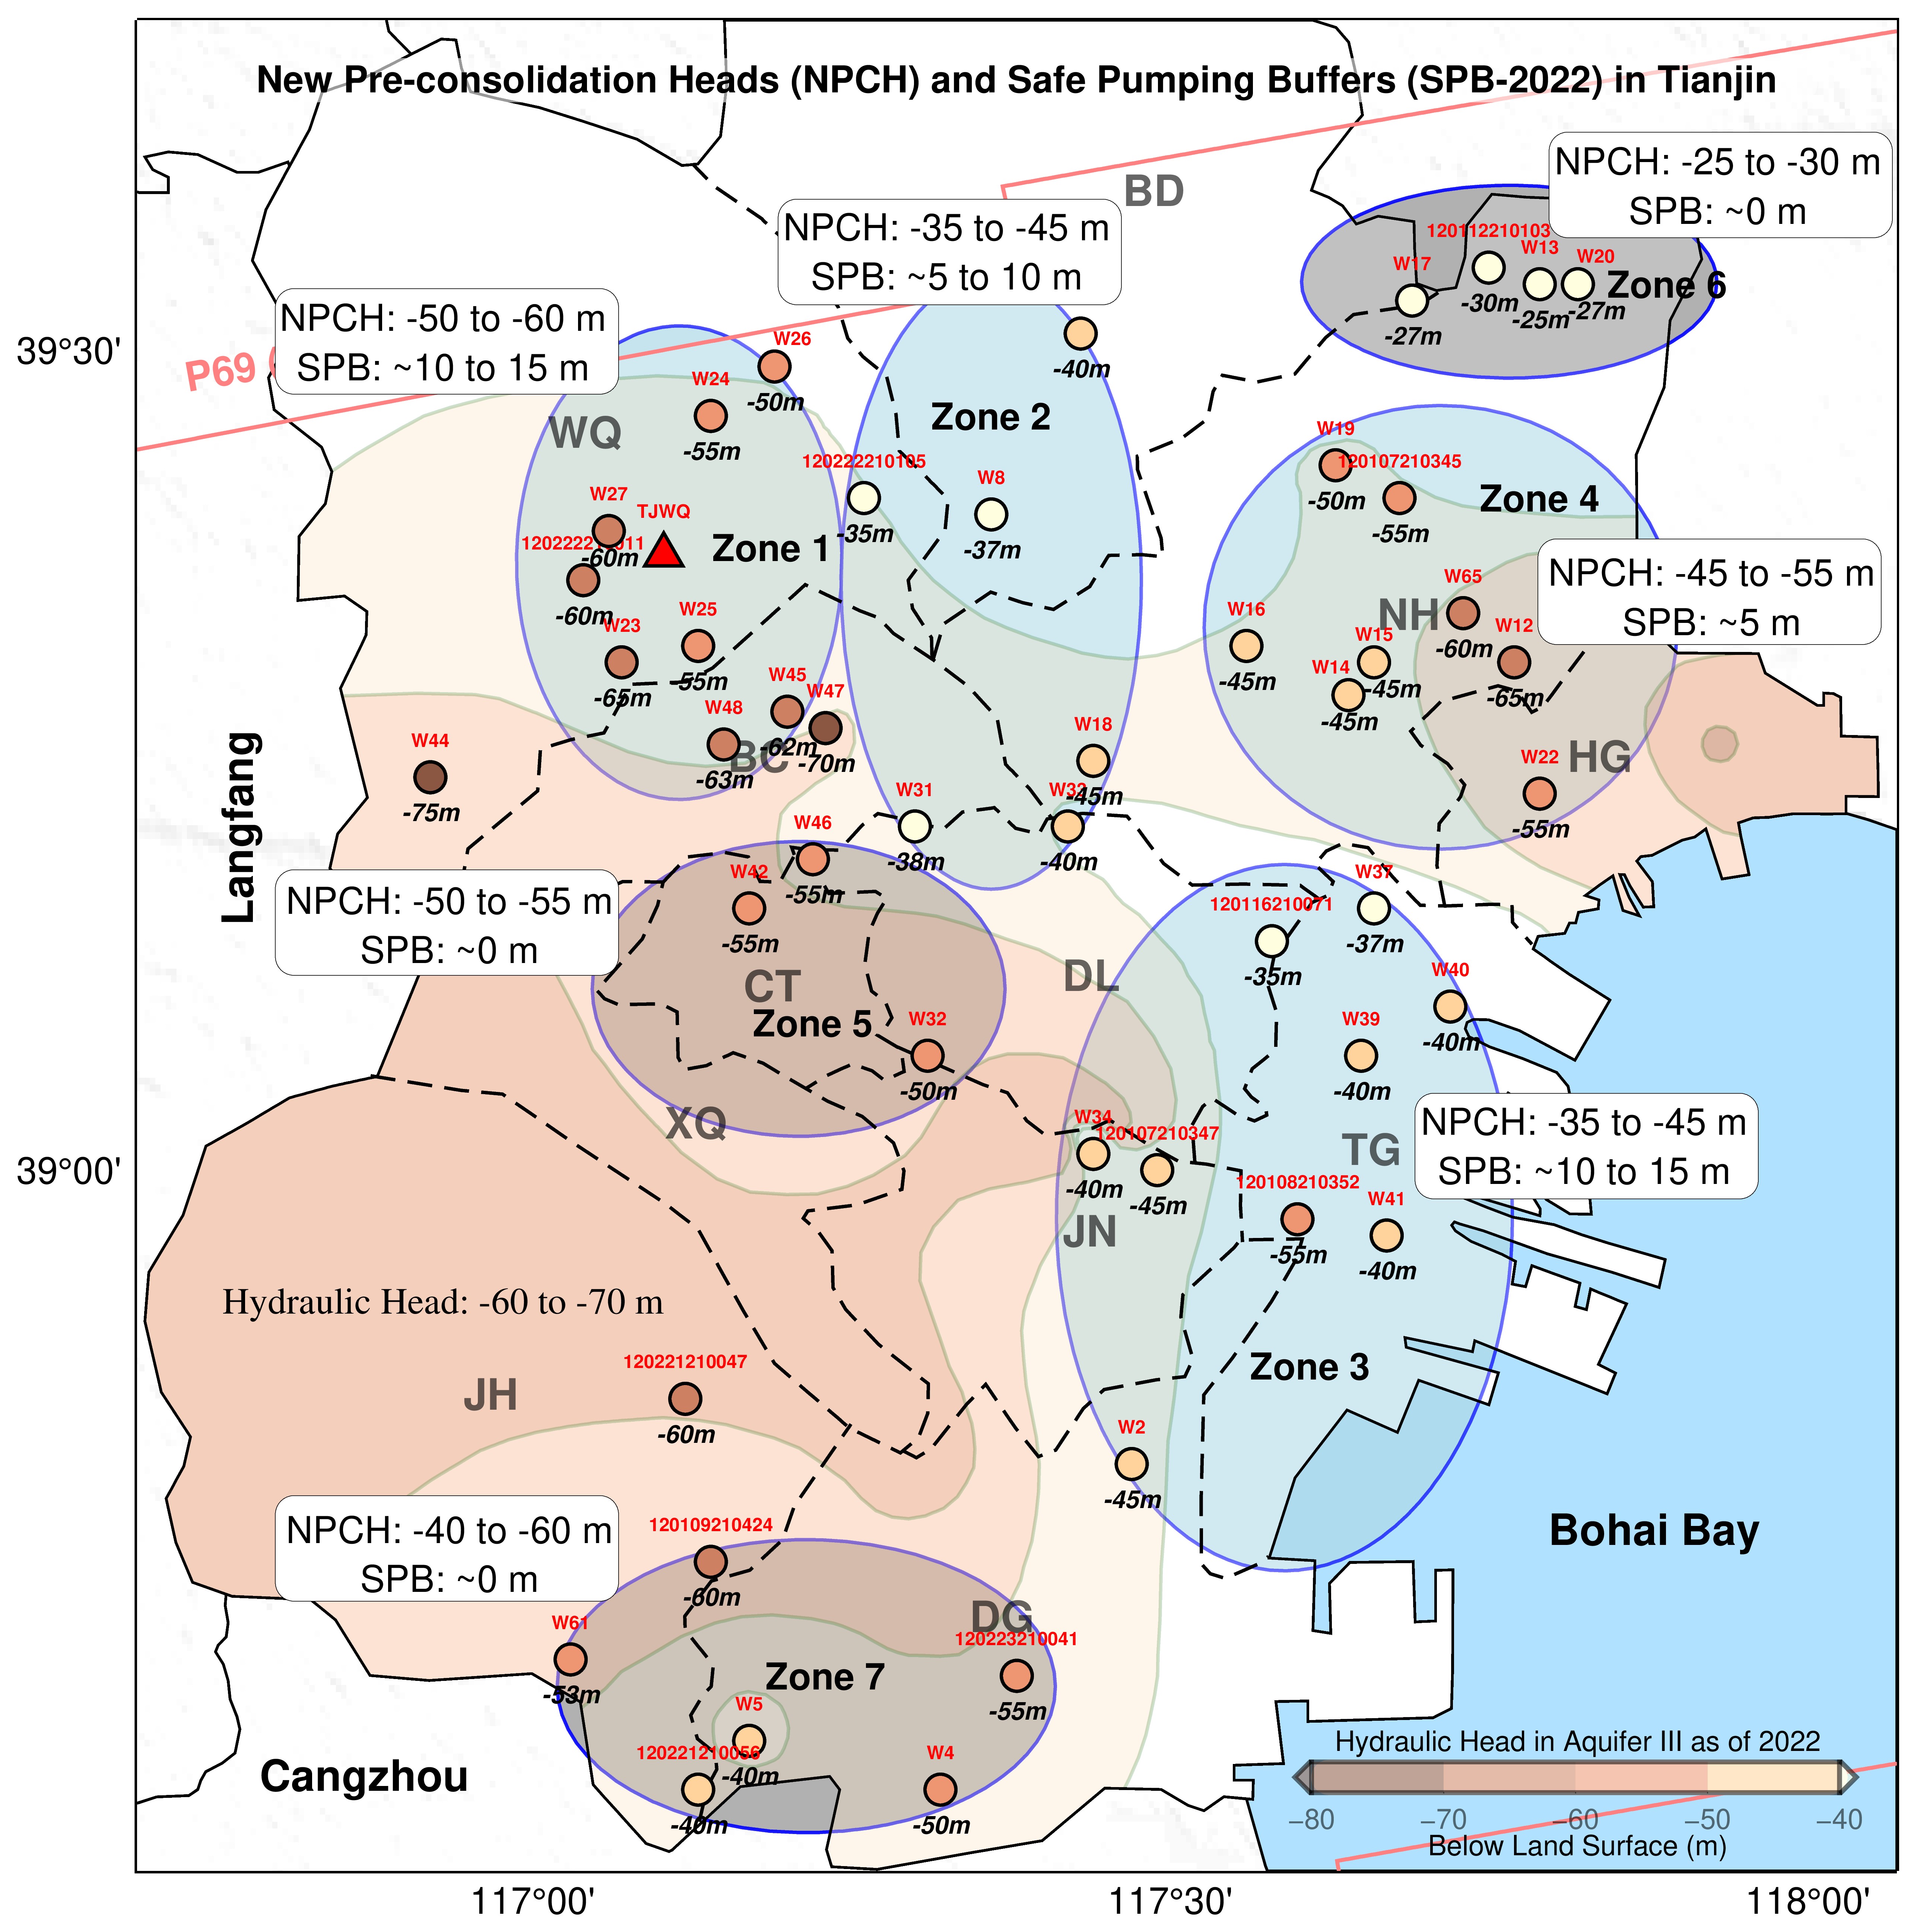 New Pre-consolidation Heads (NPCH) and Safe Pumping Buffers (SPB-2022) in Tianjin
NPCH: -25 to -30 m
SPB: ~0 m
BD
NPCH: -35 to -45 m
SPB: ~5 to 10 m
120112210103
W13
W20
W17
Zone 6
-30m
-25m
-27m
-27m
NPCH: -50 to -60 m
SPB: ~10 to 15 m
39°30'
P69
W26
-50m
-40m
W24
-55m
WQ
Zone 2
W19
120107210345
-50m
-55m
Zone 4
120222210105
-35m
W8
-37m
W27
-60m
TJWQ
Zone 1
-60m
W23
-65m
W25
-55m
W16
-45m
NH
W65
-60m
W12
-65m
W15
-45m
W14
-45m
NPCH: -45 to -55 m
SPB: ~5 m
W45
-62m
W47
-70m
W48
-63m
BC
W44
-75m
W18
-45m
HG
W22
-55m
Langfang
W31
-38m
-40m
W46
-55m
W42
-55m
NPCH: -50 to -55 m
SPB: ~0 m
W37
-37m
120116210071
-35m
CT
Zone 5
DL
W32
-50m
W40
-40m
W39
-40m
XQ
W34
-40m
120107210347
-45m
39°00'
NPCH: -35 to -45 m
SPB: ~10 to 15 m
TG
120108210352
-55m
W41
-40m
JN
Hydraulic Head: -60 to -70 m
Zone 3
120221210047
-60m
JH
W2
-45m
NPCH: -40 to -60 m
SPB: ~0 m
120109210424
-60m
Bohai Bay
W61
-53m
DG
120223210041
-55m
Zone 7
W5
-40m
120221210056
-40m
W4
-50m
Cangzhou
Hydraulic Head in Aquifer III as of 2022
−80 −70 −60 −50 −40
Below Land Surface (m)
117°00' 117°30' 118°00'